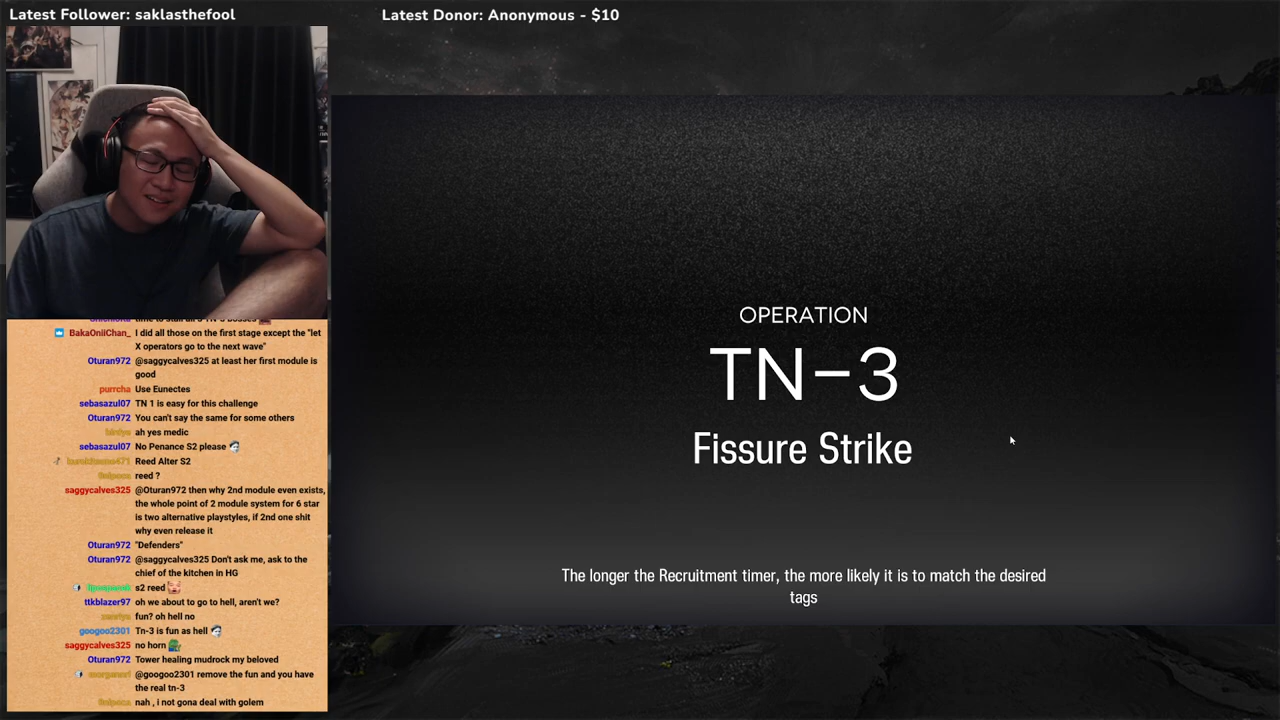 Latest Follower: saklasthefool
Latest Donor: Anonymous - $10
BakaOniiChan_ I did all those on the first stage except the "let
X operators go to the next wave"
Oturan972 @saggycalves325 at least her first module is
good
purrcha Use Eunectes
sebasazul07 TN 1 is easy for this challenge
Oturan972 You can't say the same for some others
ah yes medic
sebasazul07 No Penance S2 please
Reed Alter S2
reed ?
saggycalves325 @Oturan972 then why 2nd module even exists,
the whole point of 2 module system for 6 star
is two alternative playstyles, if 2nd one shit
why even release it
Oturan972 "Defenders"
Oturan972 @saggycalves325 Don't ask me, ask to the
chief of the kitchen in HG
s2 reed
ttkblazer97 oh we about to go to hell, aren't we?
fun? oh hell no
googoo2301 Tn-3 is fun as hell
saggycalves325 no horn
Oturan972 Tower healing mudrock my beloved
@googoo2301 remove the fun and you have
the real tn-3
nah , i not gona deal with golem
OPERATION
TN-3
Fissure Strike
The longer the Recruitment timer, the more likely it is to match the desired
tags